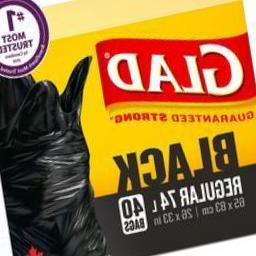 #1
MOST
TRUSTED
GLAD
GUARANTEED STRONG
BLACK
REGULAR 74 L
65 x 83 cm | 26 x 33 in
40
BAGS